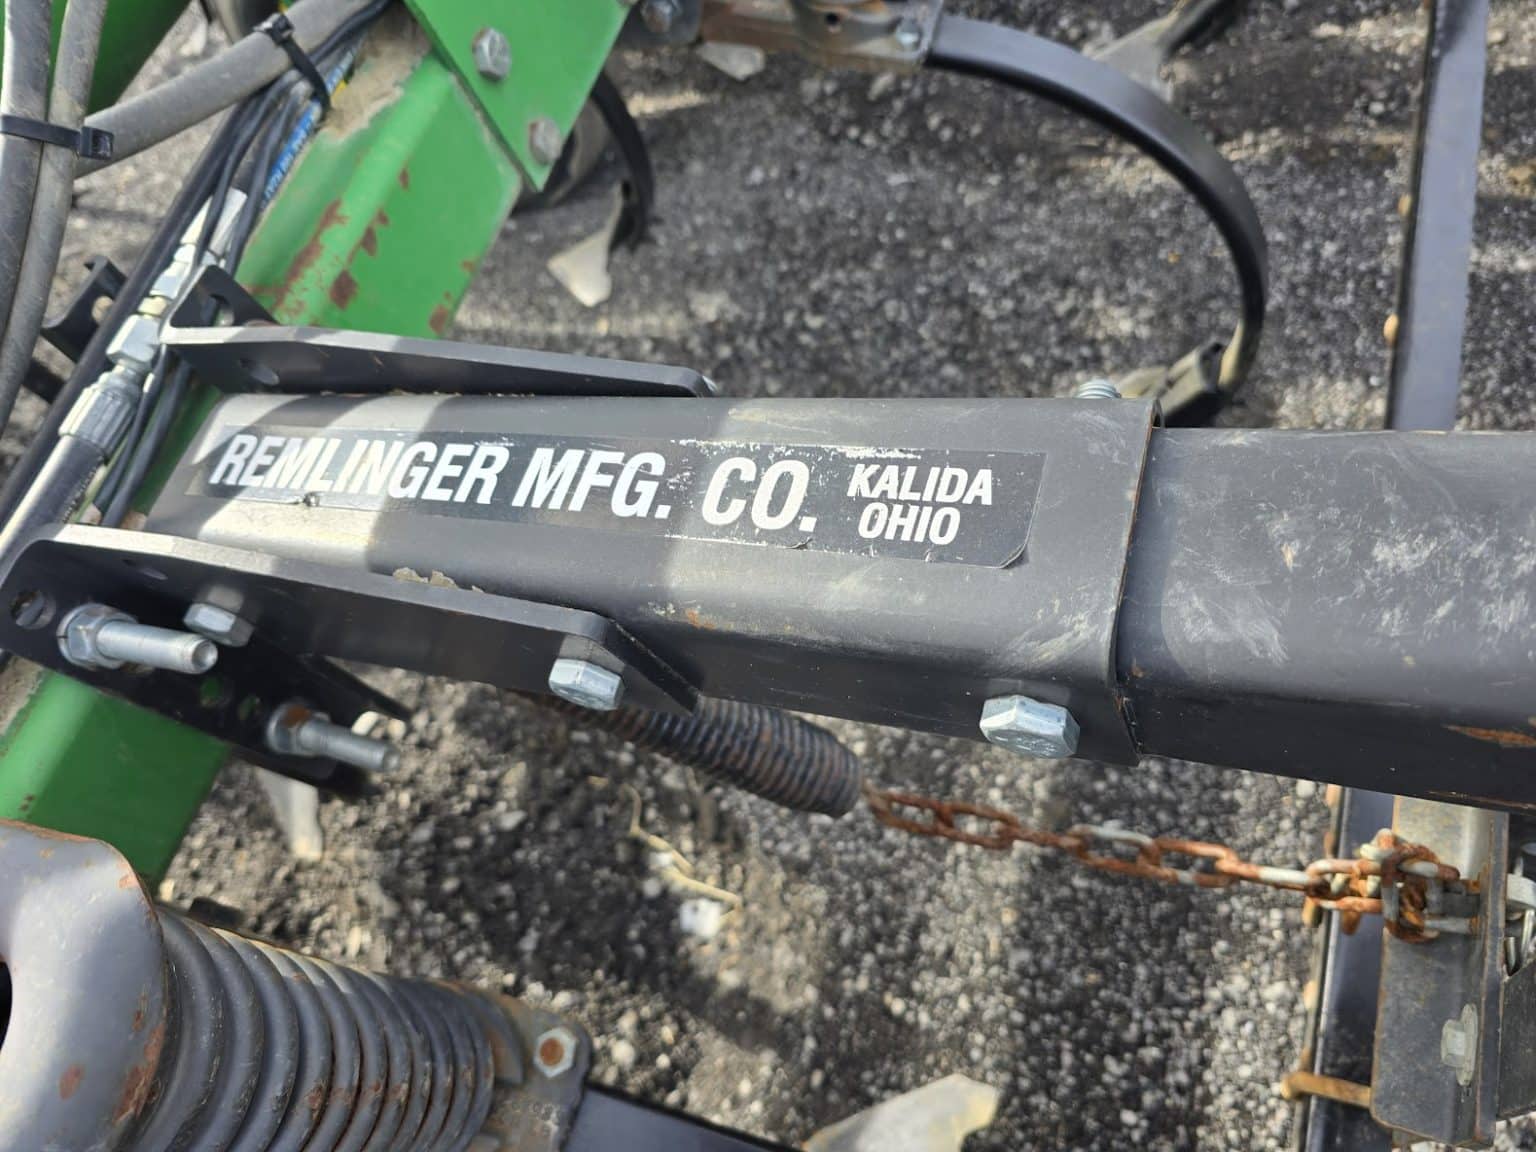 REMLINGER MFG. CO. KALIDA
OHIO